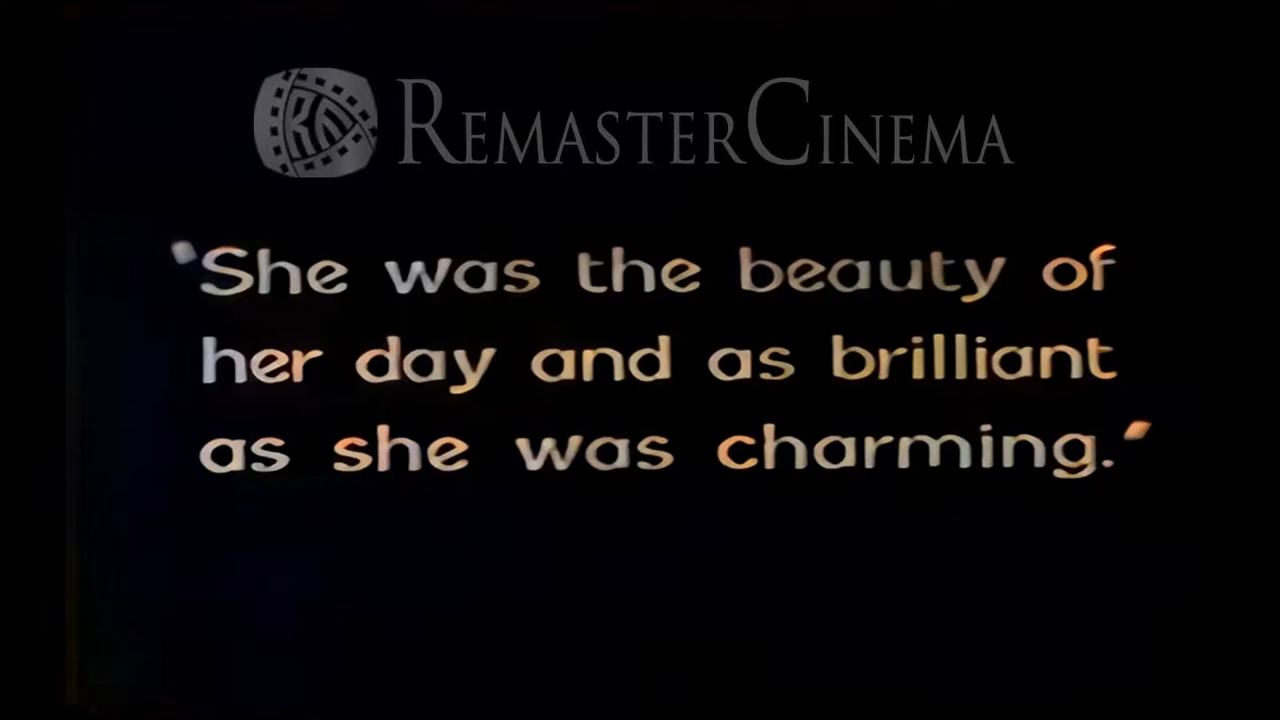 REMASTERCINEMA
'She was the beauty of
her day and as brilliant
as she was charming.'